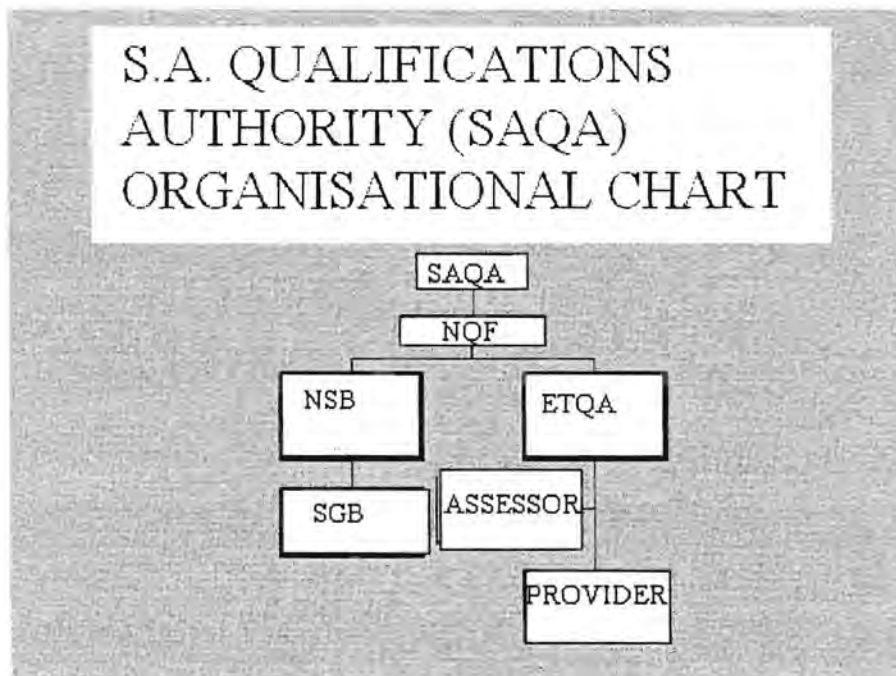 S.A. QUALIFICATIONS
AUTHORITY (SAQA)
ORGANISATIONAL CHART
SAQA
NQF
NSB
ETQA
SGB
ASSESSOR
PROVIDER